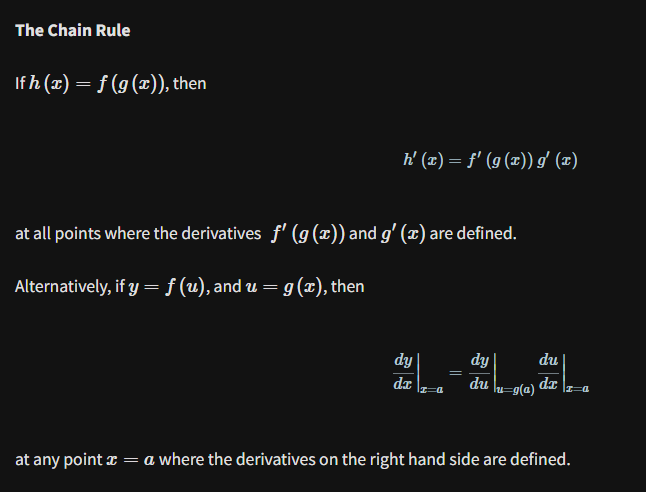 The Chain Rule
If h (x) = f (g (x)), then
h′ (x) = f′ (g (x)) g′ (x)
at all points where the derivatives f′ (g (x)) and g′ (x) are defined.
Alternatively, if y = f (u), and u = g (x), then
dy/dx |x=a = dy/du |u=g(a) du/dx |x=a
at any point x = a where the derivatives on the right hand side are defined.